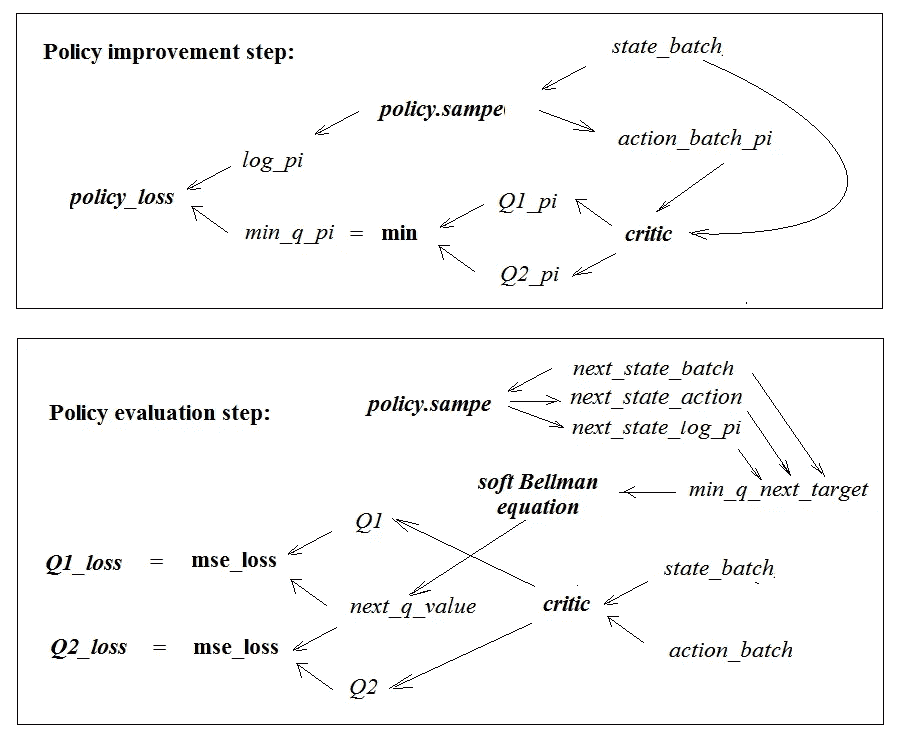 Policy improvement step:
state_batch
policy.sampe
action_batch_pi
log_pi
policy_loss
Q1_pi
min_q_pi = min
critic
Q2_pi
Policy evaluation step:
next_state_batch
policy.sampe
next_state_action
next_state_log_pi
soft Bellman
equation
min_q_next_target
Q1
Q1_loss = mse_loss
state_batch
next_q_value
critic
Q2_loss = mse_loss
action_batch
Q2